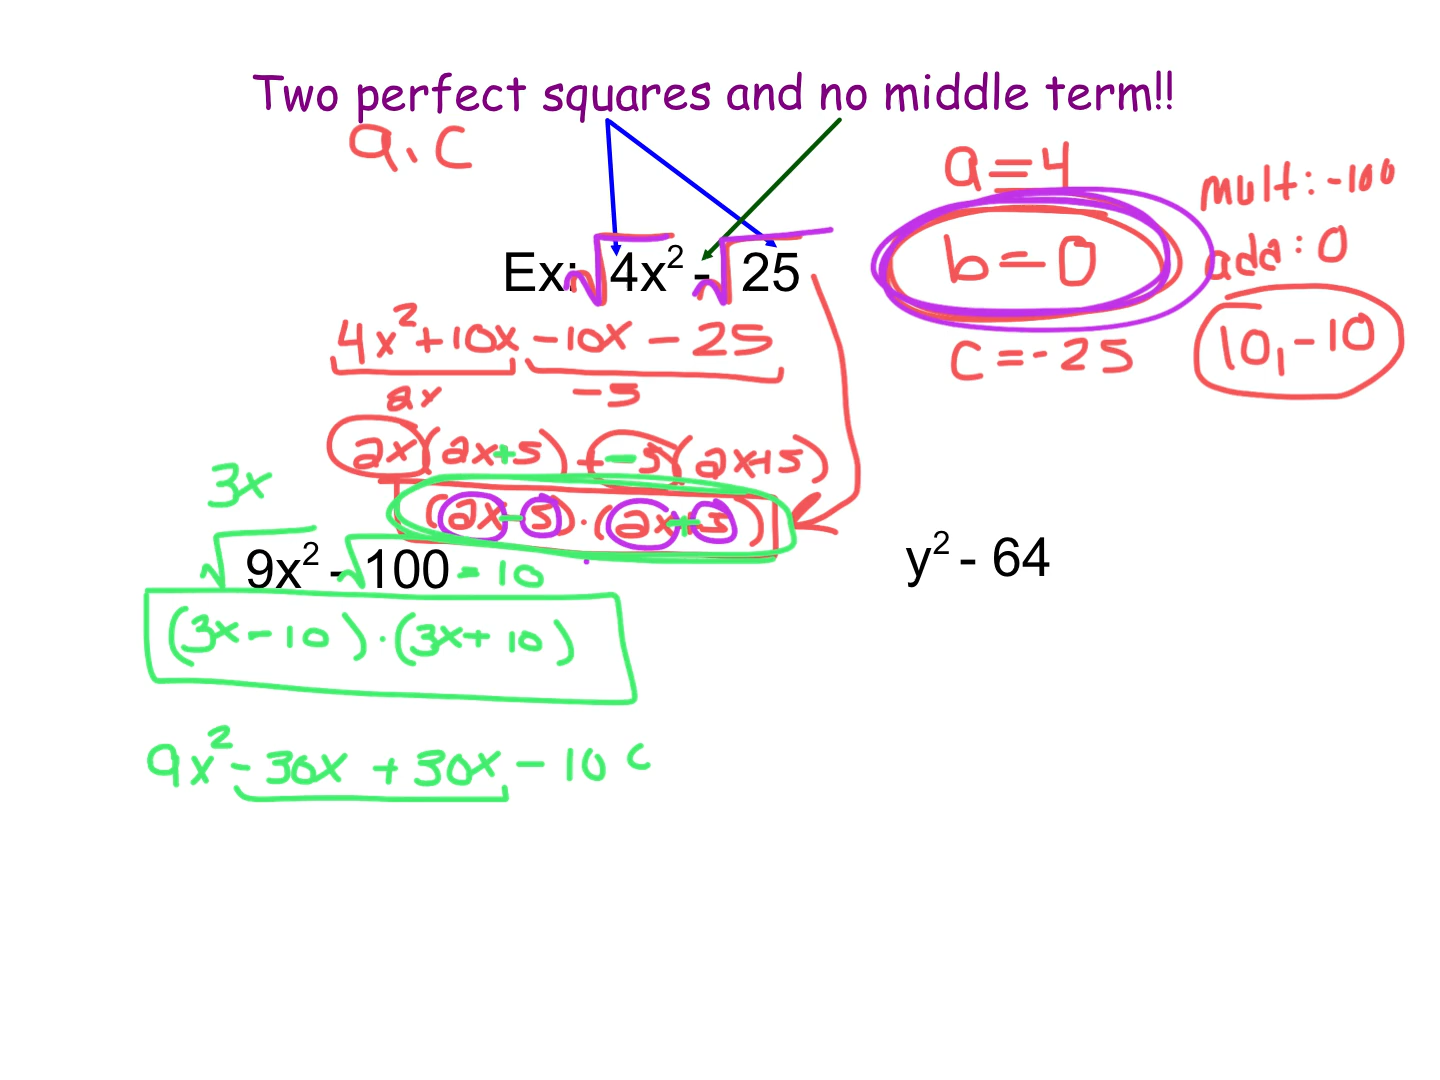 Two perfect squares and no middle term!!
a, c
a = 4
mult: -100
Ex: √4x² - √25
b = 0
add: 0
4x² + 10x - 10x - 25
c = -25
10, -10
2x -5
2x(2x+5) + -5(2x+5)
(2x-5)·(2x+5)
3x
√9x² - √100 = 10
y² - 64
(3x - 10)·(3x + 10)
9x² - 30x + 30x - 10c